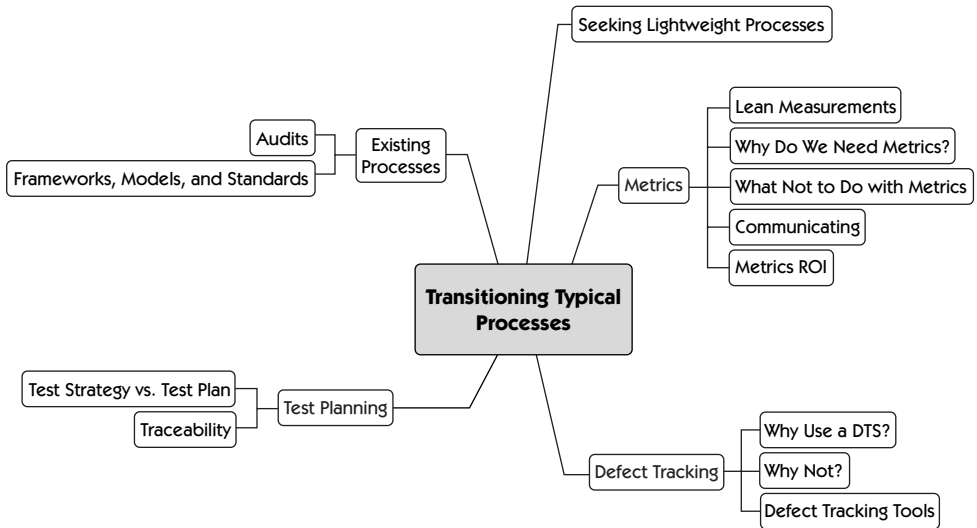 Seeking Lightweight Processes
Lean Measurements
Why Do We Need Metrics?
Metrics
What Not to Do with Metrics
Communicating
Metrics ROI
Audits
Existing
Processes
Frameworks, Models, and Standards
Transitioning Typical
Processes
Test Strategy vs. Test Plan
Test Planning
Traceability
Why Use a DTS?
Defect Tracking
Why Not?
Defect Tracking Tools